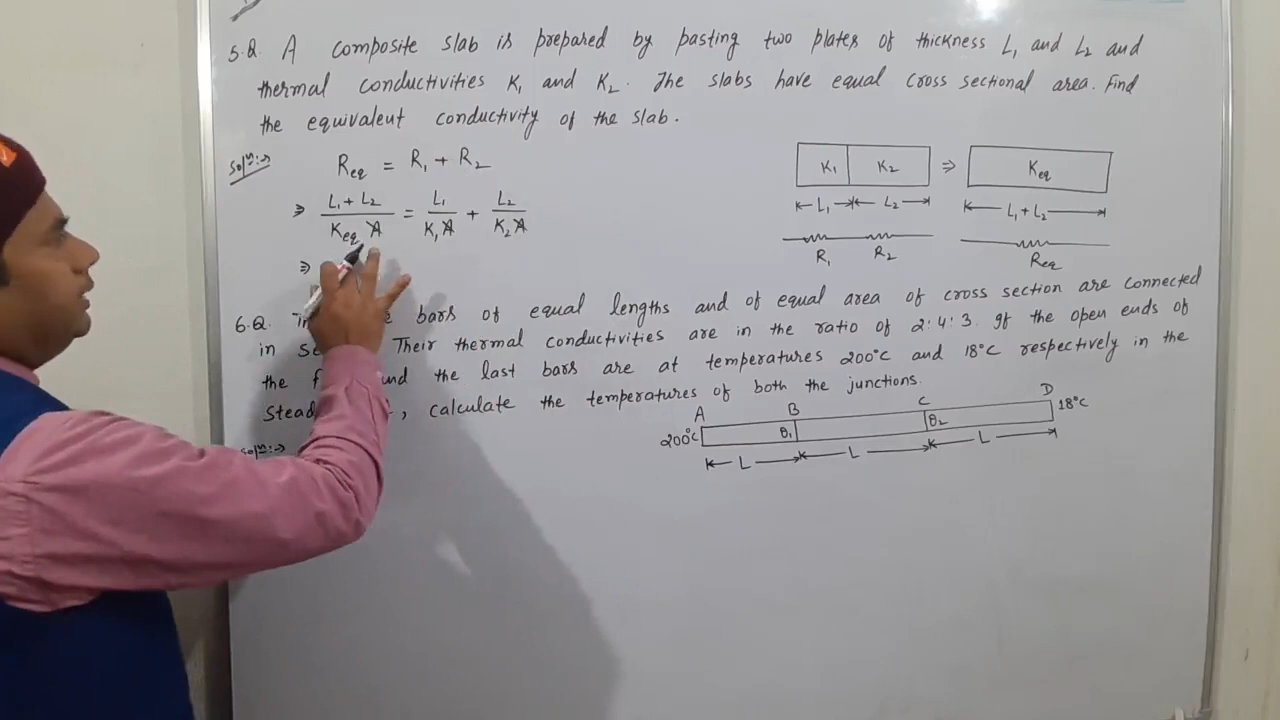 5.Q. A composite slab is prepared by pasting two plates of thickness L₁ and L₂ and
thermal conductivities K₁ and K₂. The slabs have equal cross sectional area. Find
the equivalent conductivity of the slab.
Solⁿ:→
R_eq = R₁ + R₂
⇒ (L₁ + L₂)/(K_eq A) = L₁/(K₁ A) + L₂/(K₂ A)
⇒
K₁ K₂ ⇒ K_eq
L₁ L₂ L₁+L₂
R₁ R₂ R_eq
6.Q. bars of equal lengths and of equal area of cross section are connected
in Their thermal conductivities are in the ratio of 2:4:3. If the open ends of
the and the last bars are at temperatures 200°C and 18°C respectively in the
, calculate the temperatures of both the junctions.
Solⁿ:→
A B C D
200°C θ₁ θ₂ 18°C
L L L